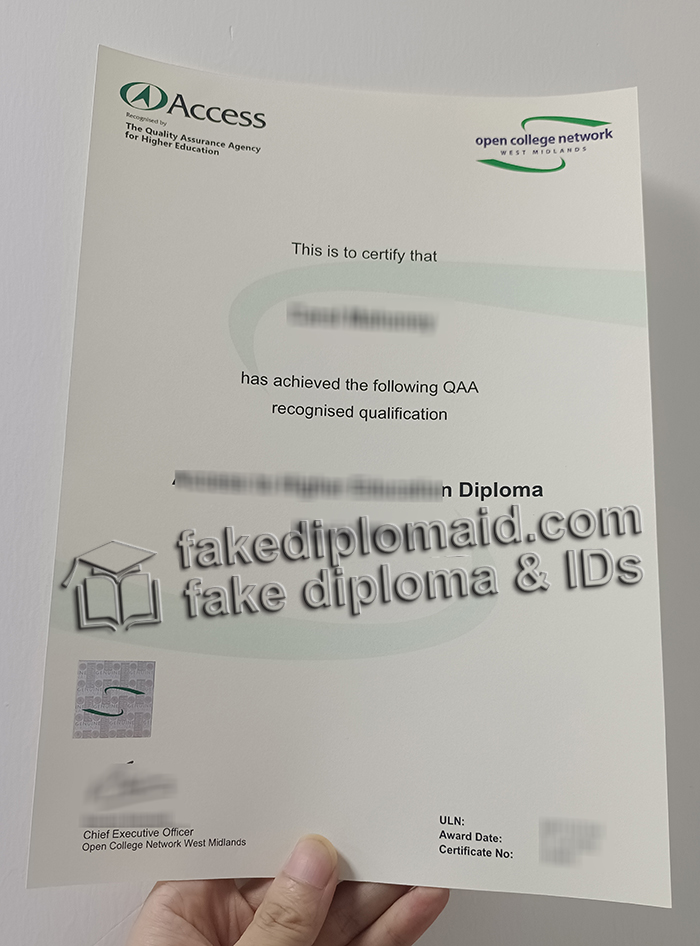 Access
Recognised by
The Quality Assurance Agency
for Higher Education
open college network
WEST MIDLANDS
This is to certify that
has achieved the following QAA
recognised qualification
n Diploma
fakediplomaid.com
fake diploma & IDs
Chief Executive Officer
Open College Network West Midlands
ULN:
Award Date:
Certificate No: